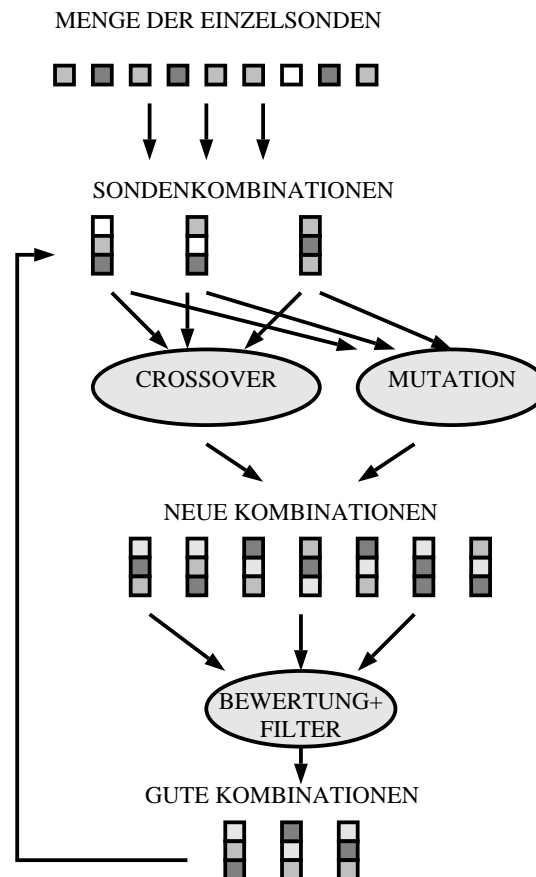 MENGE DER EINZELSONDEN
SONDENKOMBINATIONEN
CROSSOVER
MUTATION
NEUE KOMBINATIONEN
BEWERTUNG+
FILTER
GUTE KOMBINATIONEN